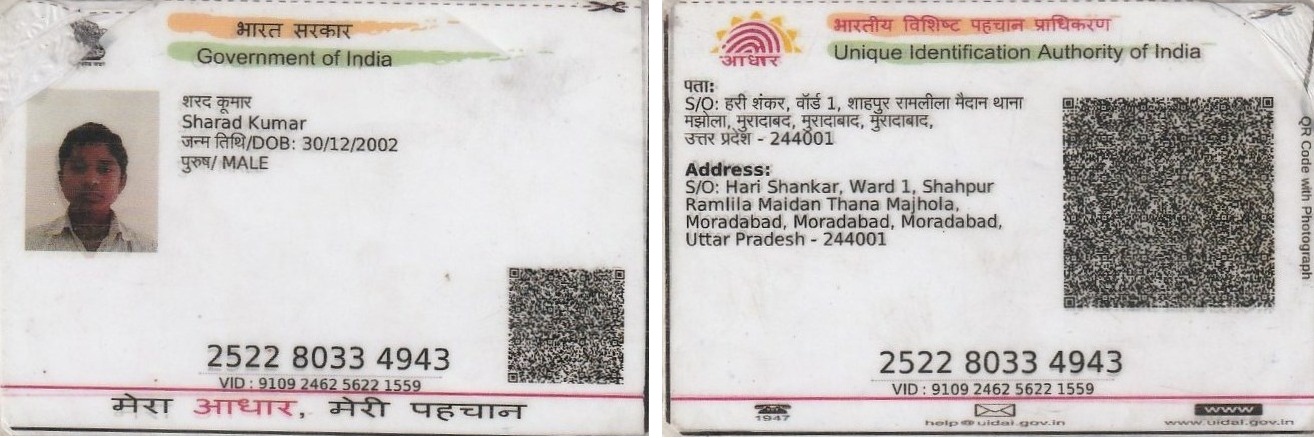 भारत सरकार
Government of India
शरद कूमार
Sharad Kumar
जन्म तिथि/DOB: 30/12/2002
पुरुष/ MALE
2522 8033 4943
VID : 9109 2462 5622 1559
मेरा आधार, मेरी पहचान
भारतीय विशिष्ट पहचान प्राधिकरण
Unique Identification Authority of India
आधार
पता:
S/O: हरी शंकर, वॉर्ड 1, शाहपुर रामलीला मैदान थाना
मझोला, मुरादाबद, मुरादाबाद, मुरादाबाद,
उत्तर प्रदेश - 244001
Address:
S/O: Hari Shankar, Ward 1, Shahpur
Ramlila Maidan Thana Majhola,
Moradabad, Moradabad, Moradabad,
Uttar Pradesh - 244001
QR Code with Photograph
2522 8033 4943
VID : 9109 2462 5622 1559
1947
help@uidai.gov.in
www
www.uidai.gov.in